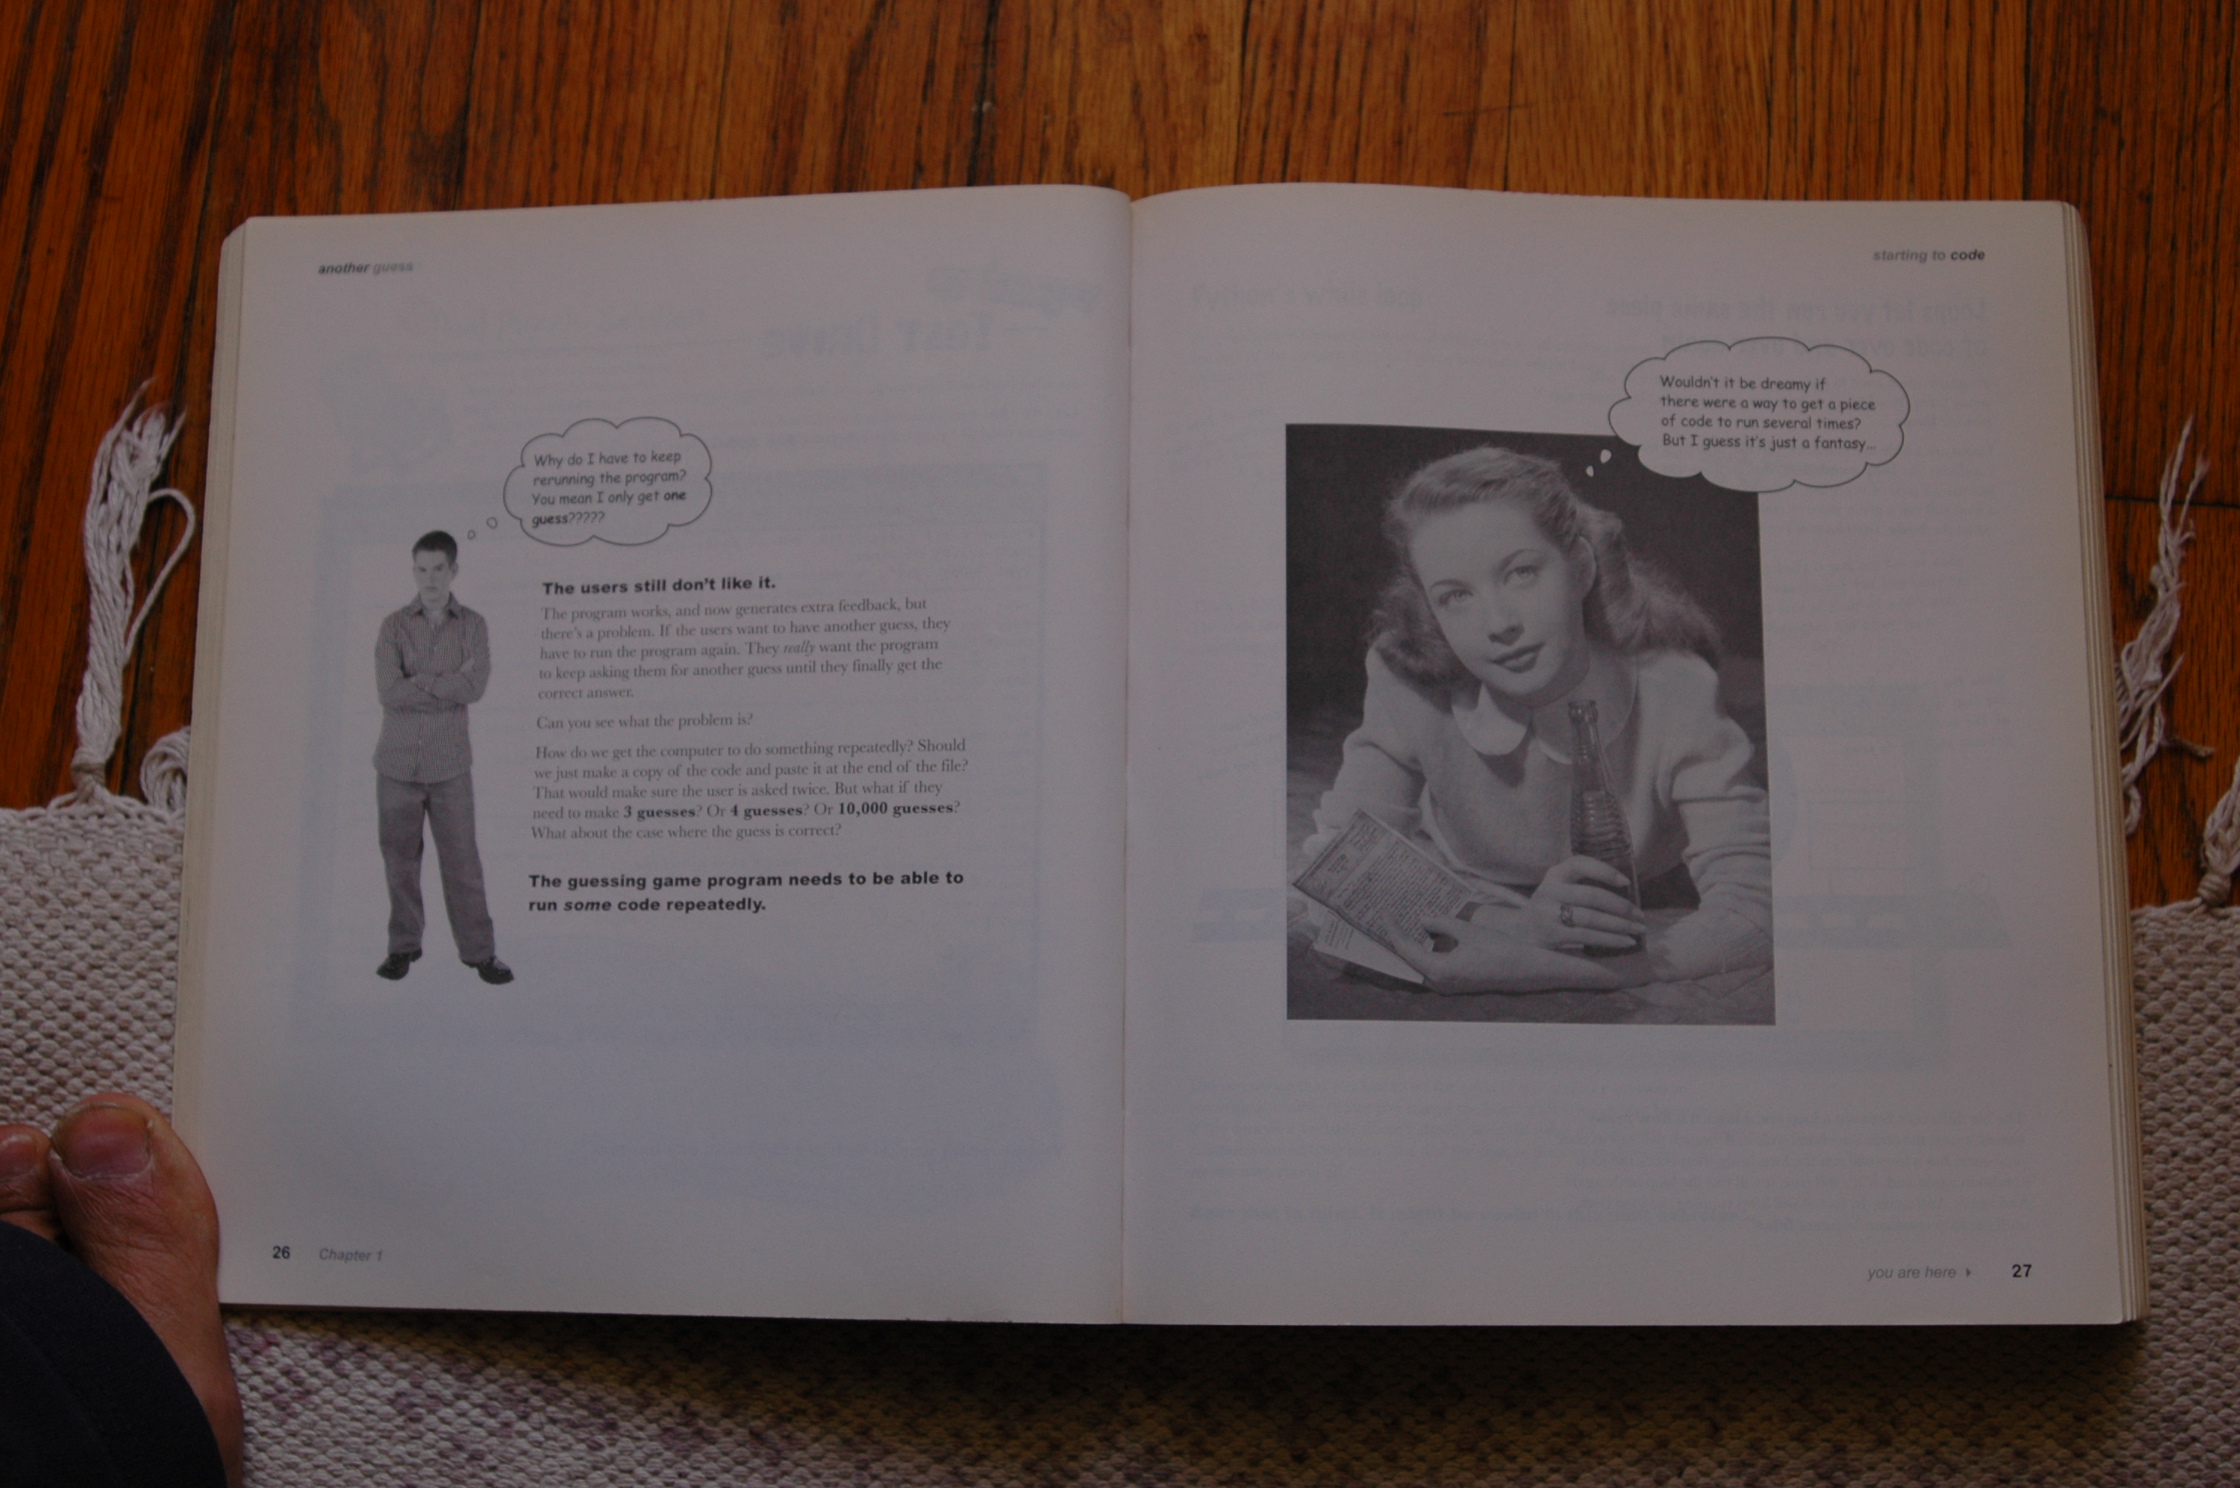 another guess
Why do I have to keep
rerunning the program?
You mean I only get one
guess?????
The users still don't like it.
The program works, and now generates extra feedback, but
there's a problem. If the users want to have another guess, they
have to run the program again. They really want the program
to keep asking them for another guess until they finally get the
correct answer.
Can you see what the problem is?
How do we get the computer to do something repeatedly? Should
we just make a copy of the code and paste it at the end of the file?
That would make sure the user is asked twice. But what if they
need to make 3 guesses? Or 4 guesses? Or 10,000 guesses?
What about the case where the guess is correct?
The guessing game program needs to be able to
run some code repeatedly.
26 Chapter 1
starting to code
Wouldn't it be dreamy if
there were a way to get a piece
of code to run several times?
But I guess it's just a fantasy...
you are here 27